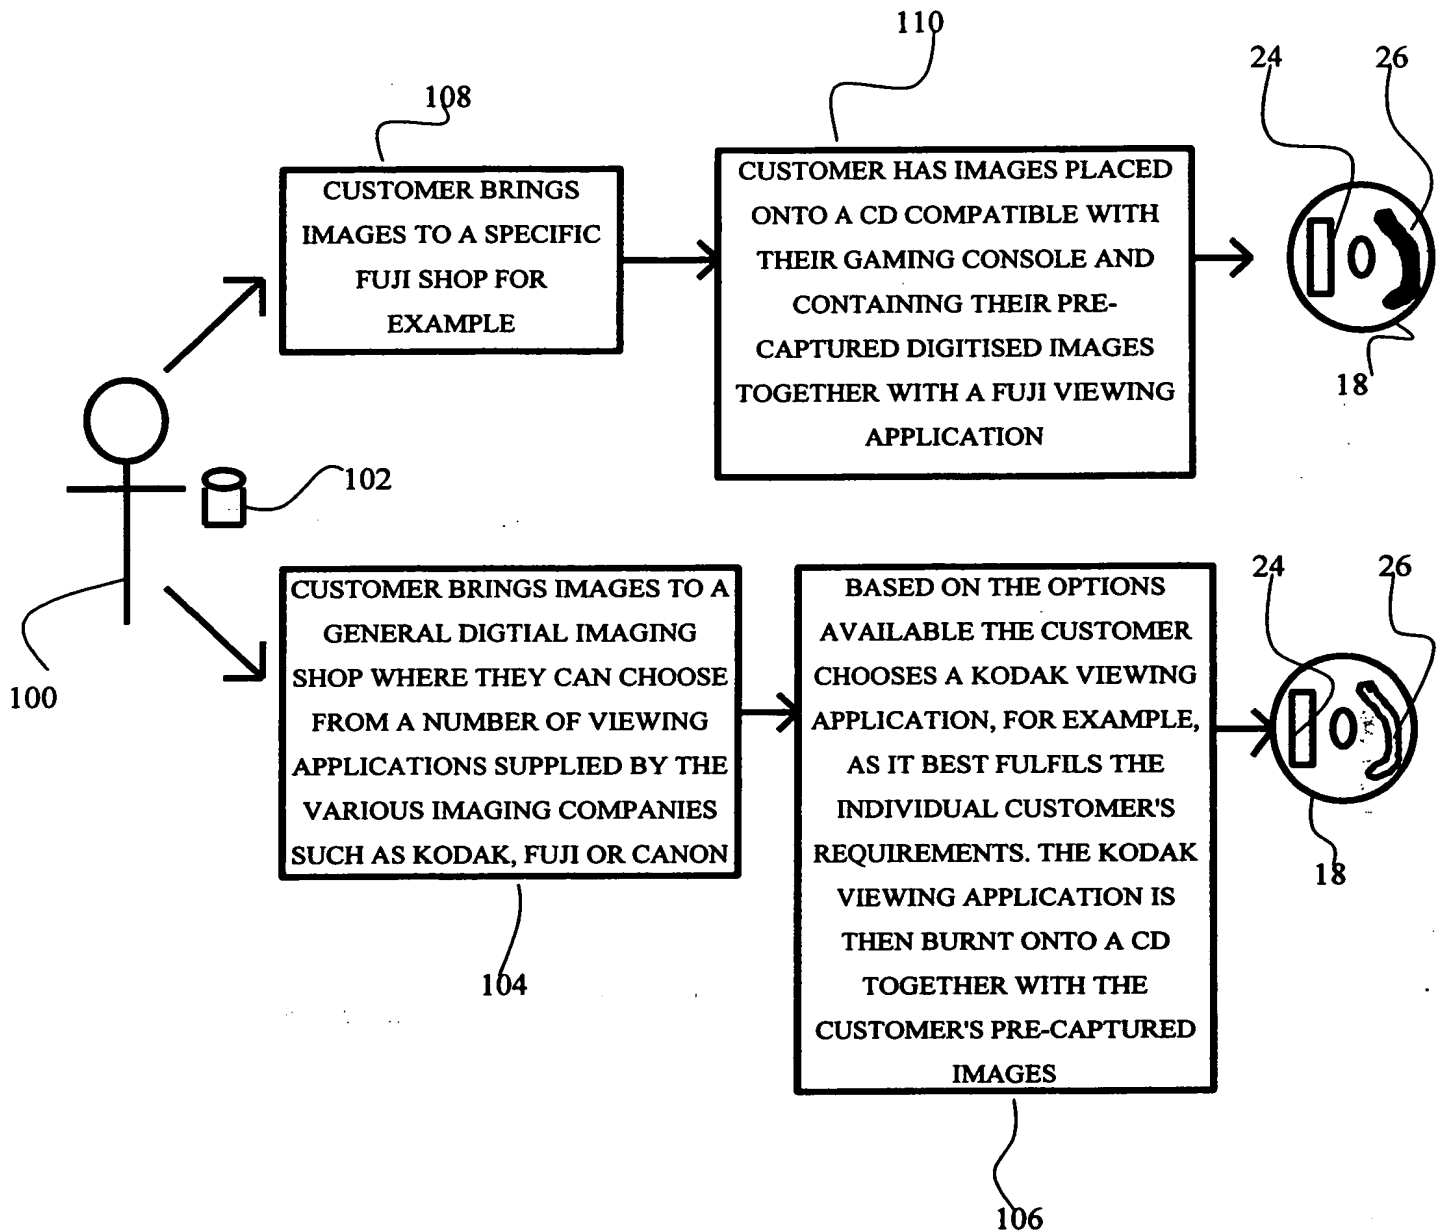 110
24
26
108
CUSTOMER BRINGS
IMAGES TO A SPECIFIC
FUJI SHOP FOR
EXAMPLE
CUSTOMER HAS IMAGES PLACED
ONTO A CD COMPATIBLE WITH
THEIR GAMING CONSOLE AND
CONTAINING THEIR PRE-
CAPTURED DIGITISED IMAGES
TOGETHER WITH A FUJI VIEWING
APPLICATION
18
102
100
CUSTOMER BRINGS IMAGES TO A
GENERAL DIGTIAL IMAGING
SHOP WHERE THEY CAN CHOOSE
FROM A NUMBER OF VIEWING
APPLICATIONS SUPPLIED BY THE
VARIOUS IMAGING COMPANIES
SUCH AS KODAK, FUJI OR CANON
104
BASED ON THE OPTIONS
AVAILABLE THE CUSTOMER
CHOOSES A KODAK VIEWING
APPLICATION, FOR EXAMPLE,
AS IT BEST FULFILS THE
INDIVIDUAL CUSTOMER'S
REQUIREMENTS. THE KODAK
VIEWING APPLICATION IS
THEN BURNT ONTO A CD
TOGETHER WITH THE
CUSTOMER'S PRE-CAPTURED
IMAGES
106
24
26
18